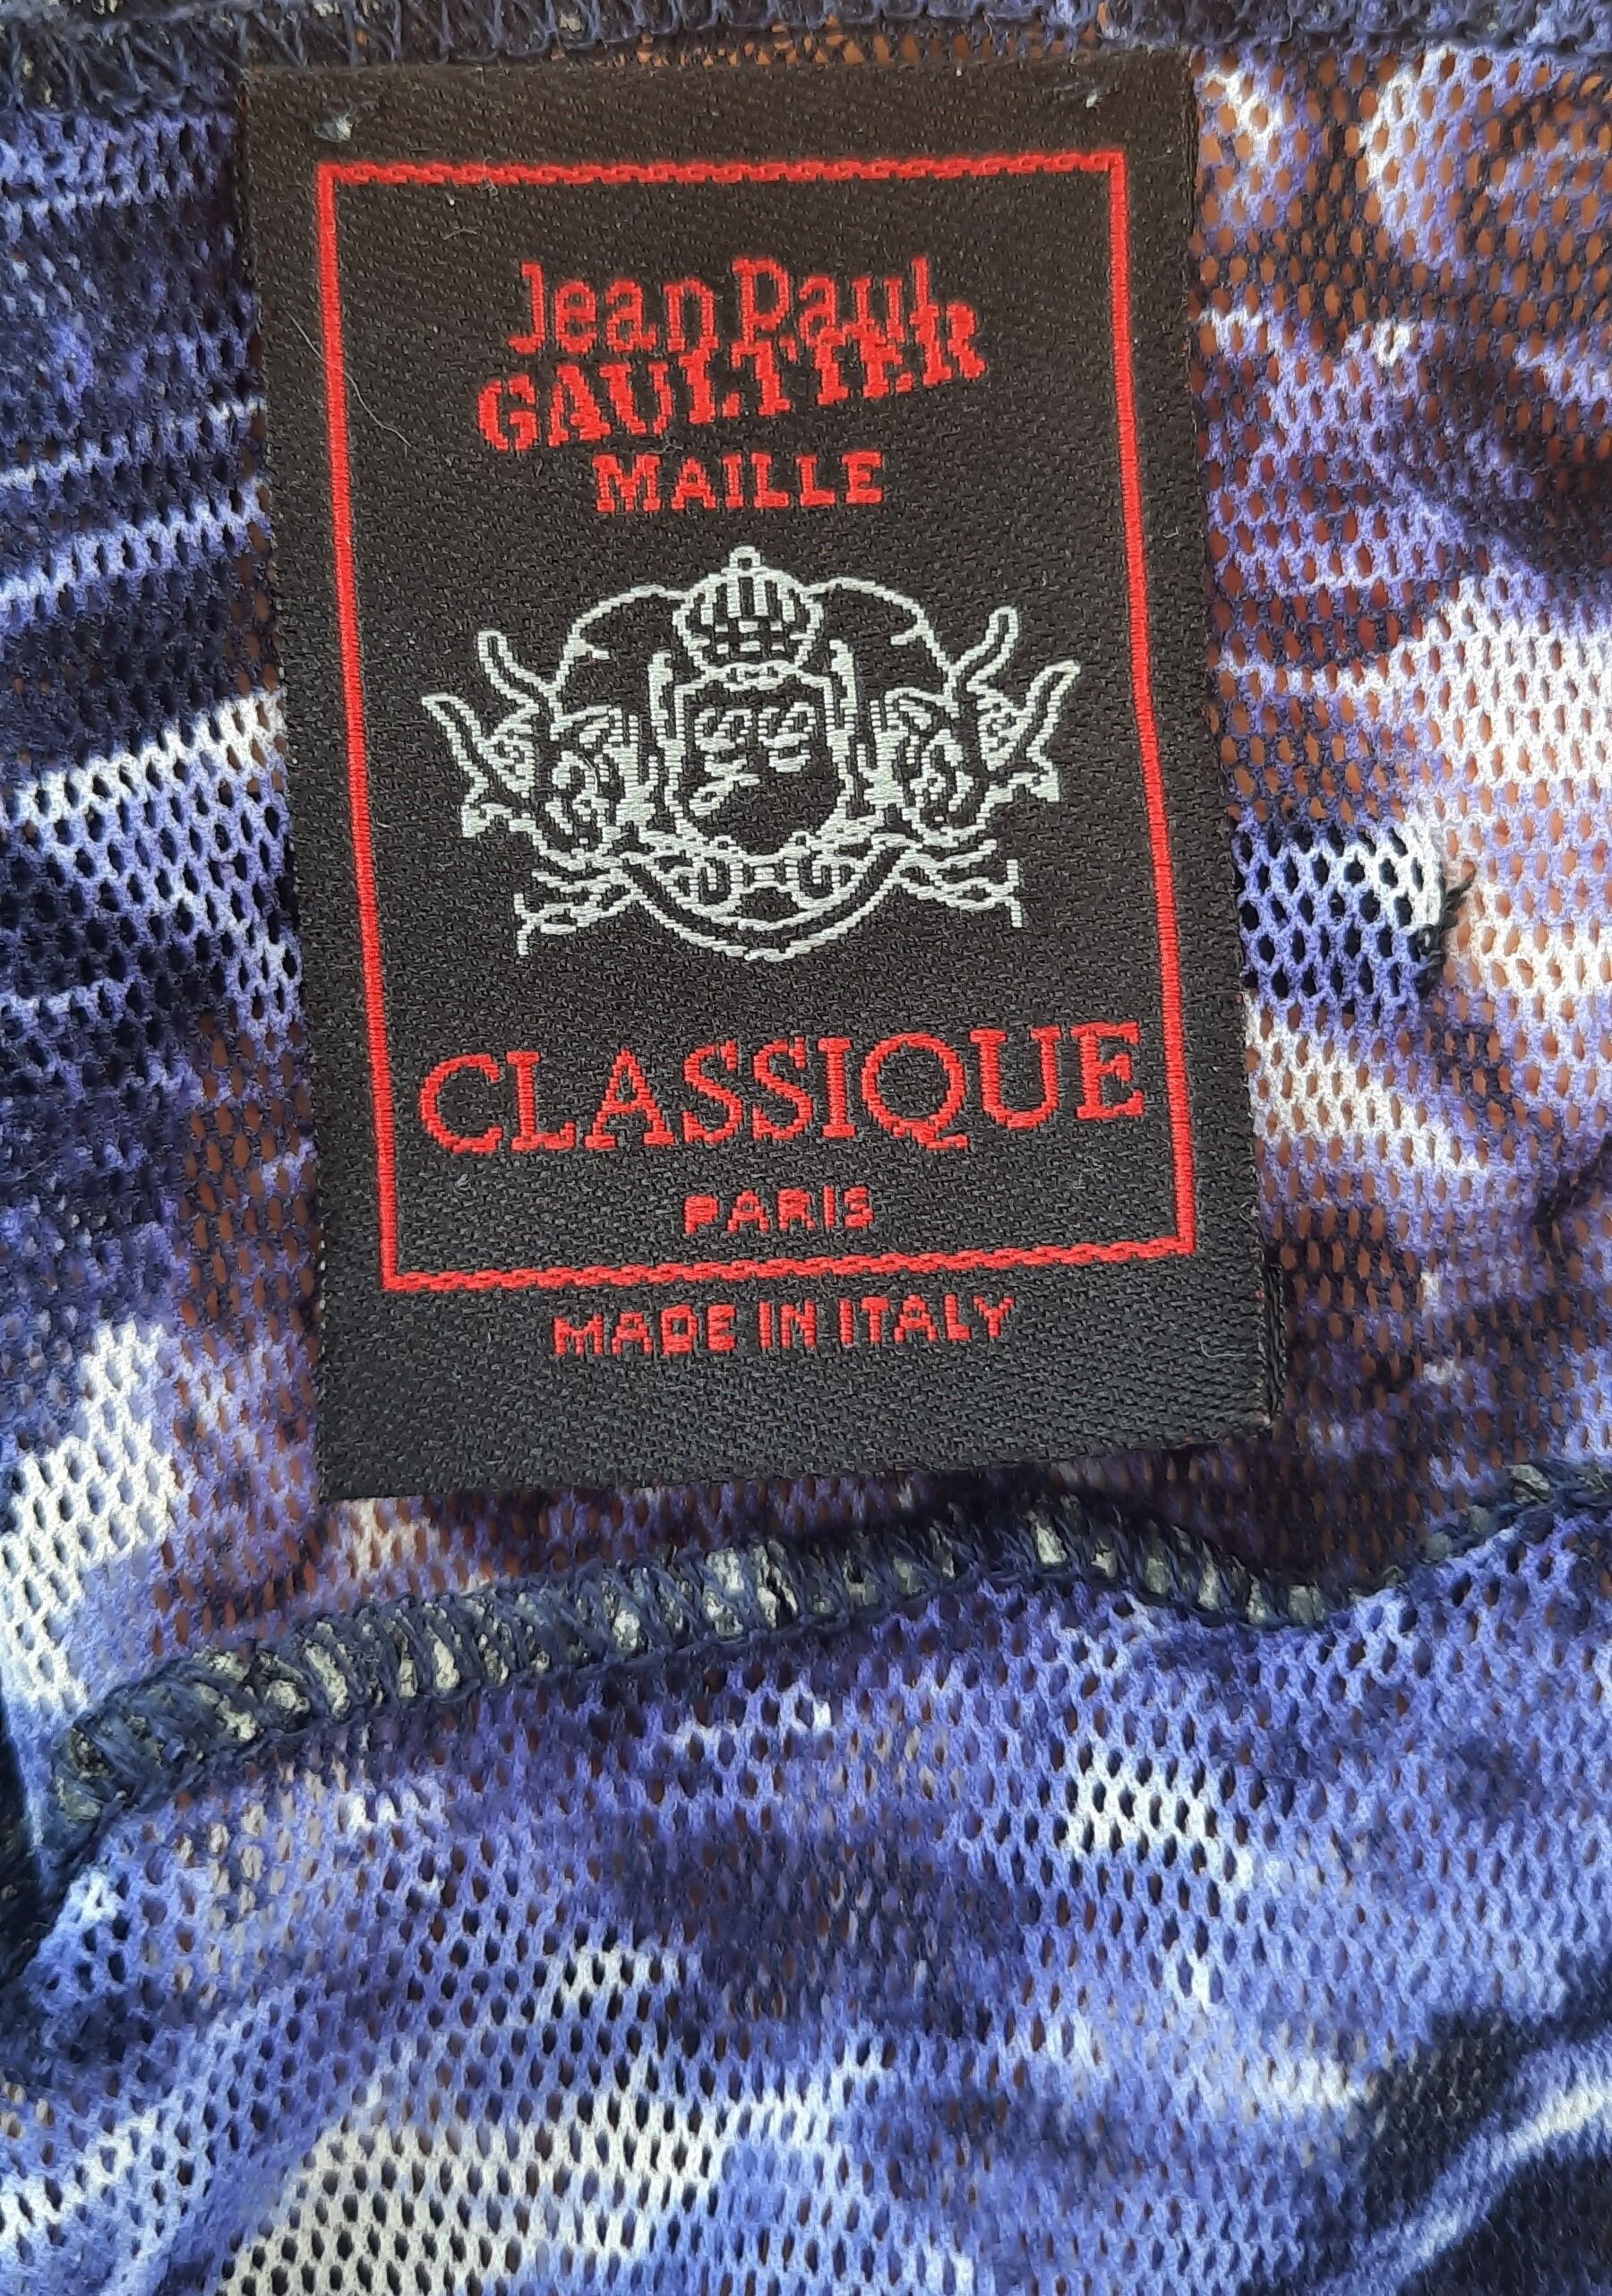 Jean Paul
GAULTIER
MAILLE
CLASSIQUE
PARIS
MADE IN ITALY